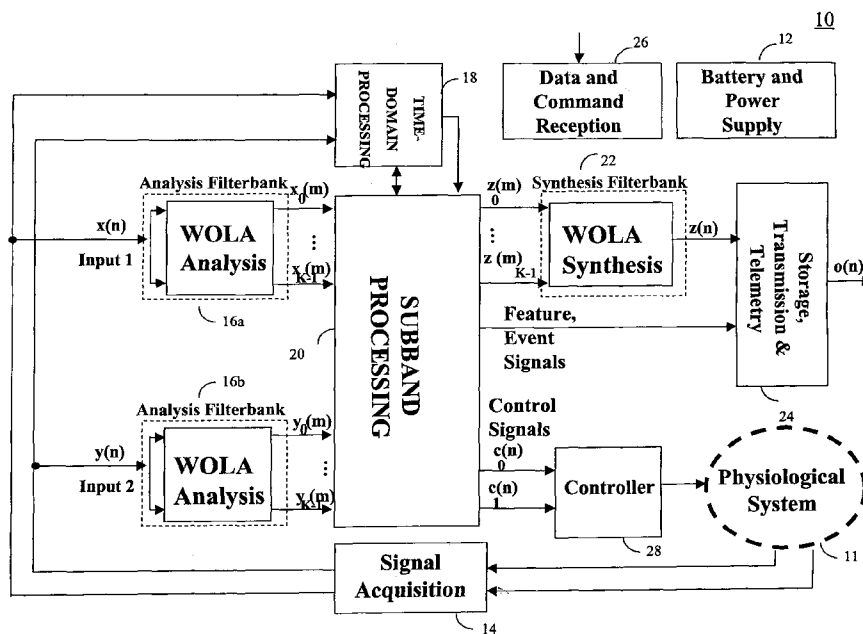 10
26
12
Data and
Command
Reception
Battery and
Power
Supply
18
TIME-
DOMAIN
PROCESSING
22
Analysis Filterbank
x0(m)
z(m)
0
Synthesis Filterbank
x(n)
Input 1
WOLA
Analysis
...
x(m)
K-1
16a
...
z (m)
K-1
WOLA
Synthesis
z(n)
Storage,
Transmission &
Telemetry
o(n)
20
SUBBAND
PROCESSING
Feature,
Event
Signals
24
16b
Analysis Filterbank
y0(m)
y(n)
Input 2
WOLA
Analysis
...
y(m)
K-1
Control
Signals
c(n)
0
c(n)
1
Controller
28
Physiological
System
11
Signal
Acquisition
14